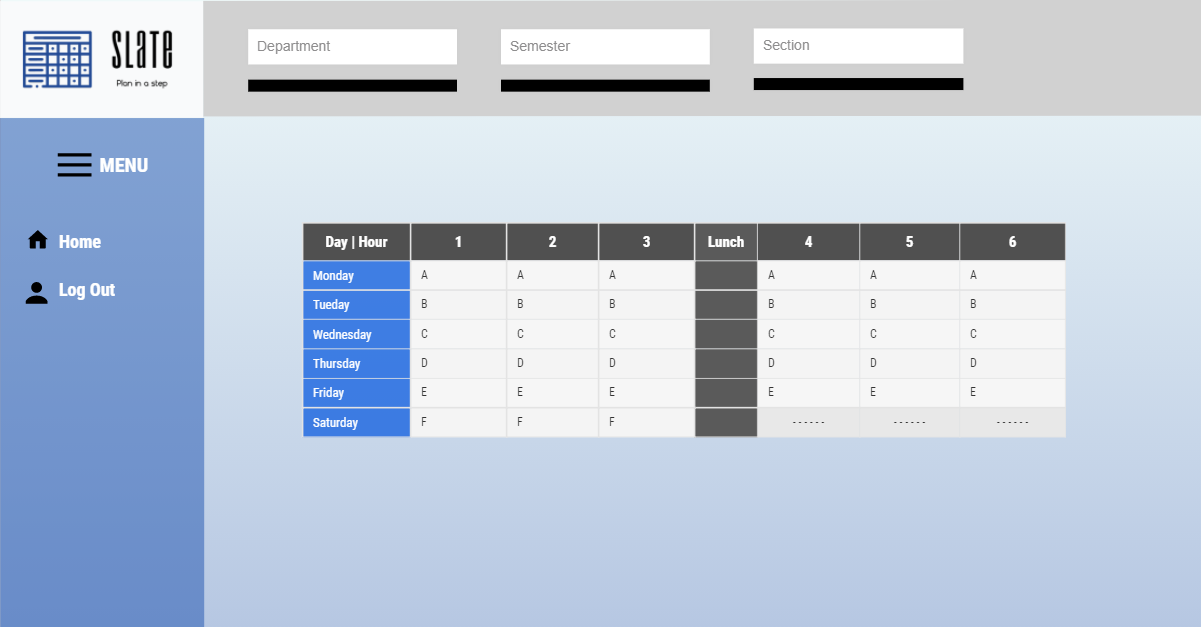 SLATE
Plan in a step
Department
Semester
Section
MENU
Home
Log Out
Day | Hour 1 2 3 Lunch 4 5 6
Monday A A A A A A
Tueday B B B B B B
Wednesday C C C C C C
Thursday D D D D D D
Friday E E E E E E
Saturday F F F - - - - - - - - - - - - - - - - - -